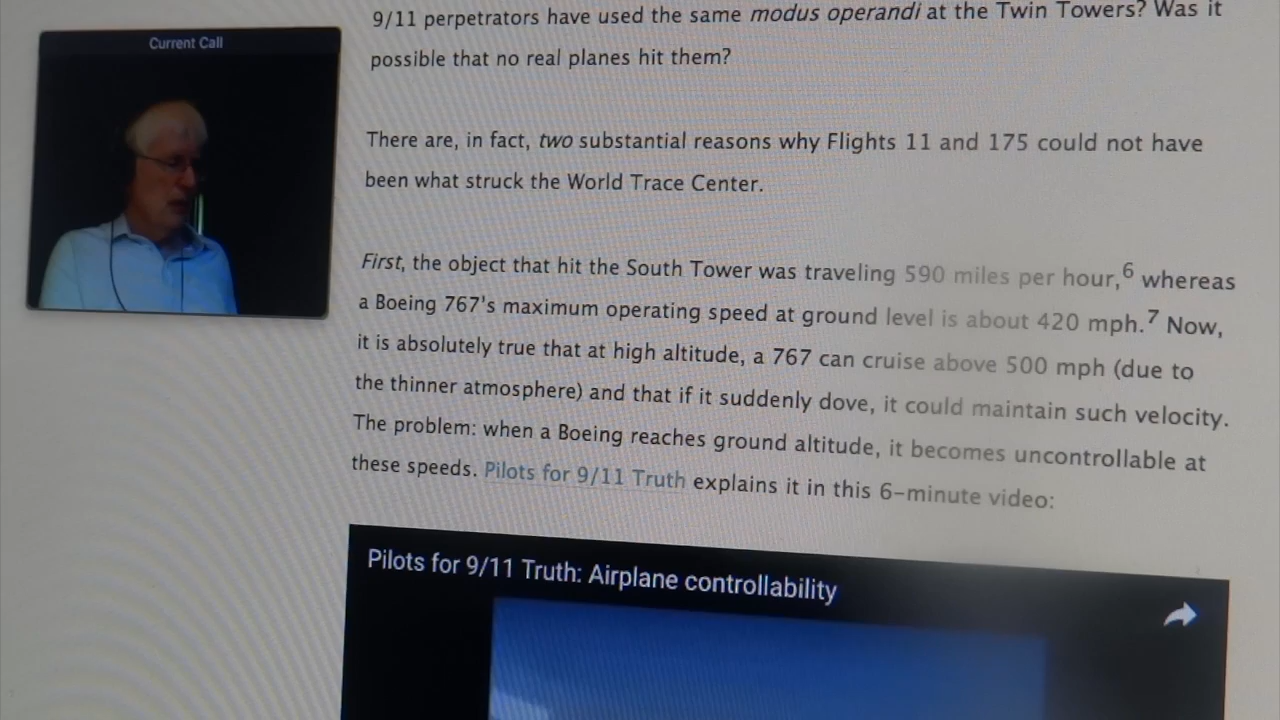 9/11 perpetrators have used the same modus operandi at the Twin Towers? Was it
possible that no real planes hit them?
Current Call
There are, in fact, two substantial reasons why Flights 11 and 175 could not have
been what struck the World Trace Center.
First, the object that hit the South Tower was traveling 590 miles per hour,6 whereas
a Boeing 767's maximum operating speed at ground level is about 420 mph.7 Now,
it is absolutely true that at high altitude, a 767 can cruise above 500 mph (due to
the thinner atmosphere) and that if it suddenly dove, it could maintain such velocity.
The problem: when a Boeing reaches ground altitude, it becomes uncontrollable at
these speeds. Pilots for 9/11 Truth explains it in this 6-minute video:
Pilots for 9/11 Truth: Airplane controllability